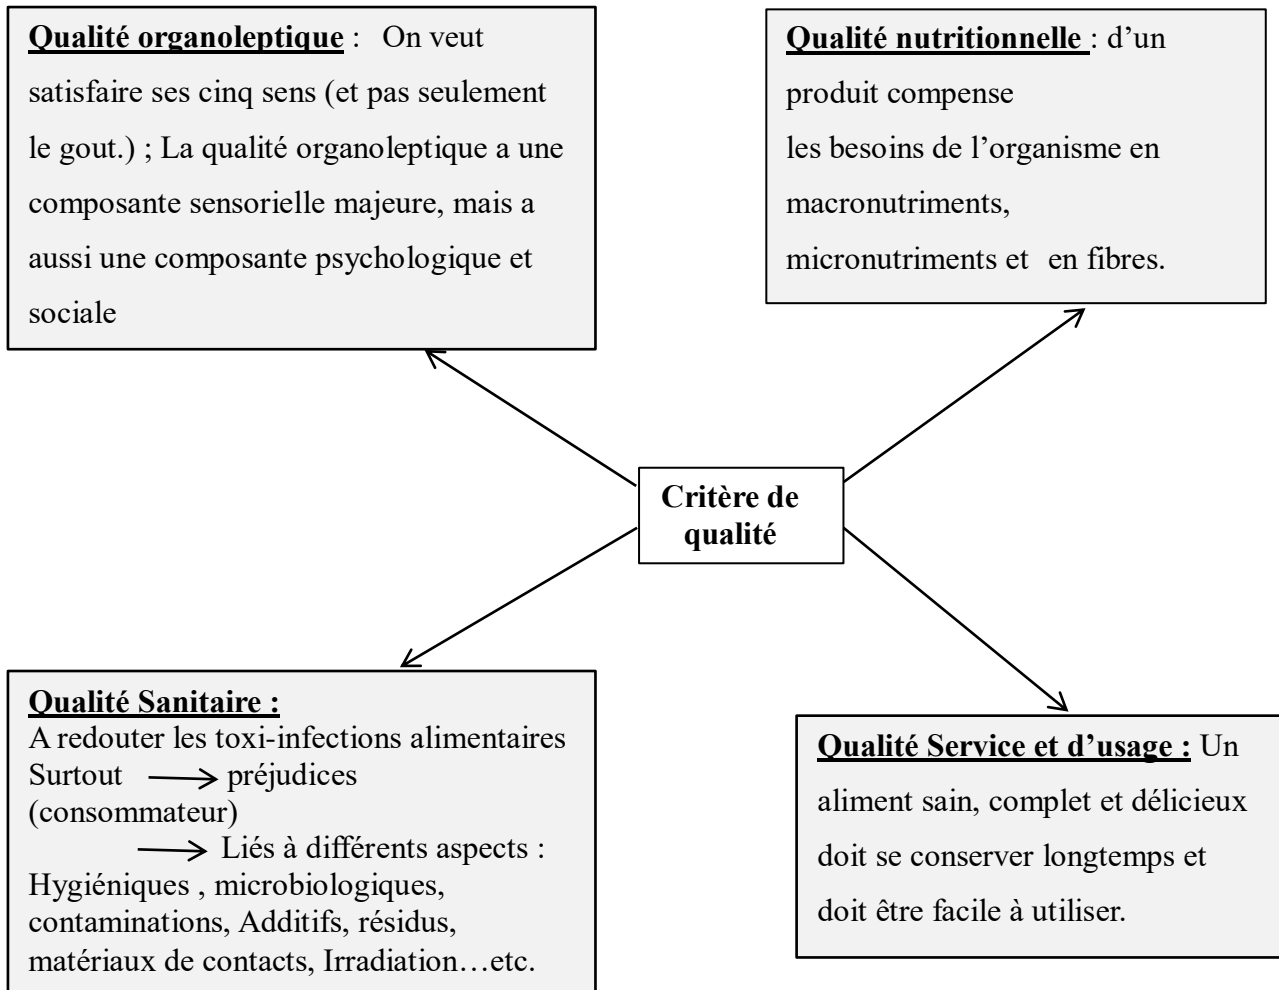 Qualité organoleptique : On veut
satisfaire ses cinq sens (et pas seulement
le gout.) ; La qualité organoleptique a une
composante sensorielle majeure, mais a
aussi une composante psychologique et
sociale
Qualité nutritionnelle : d’un
produit compense
les besoins de l’organisme en
macronutriments,
micronutriments et en fibres.
Critère de
qualité
Qualité Sanitaire :
A redouter les toxi-infections alimentaires
Surtout → préjudices
(consommateur)
→ Liés à différents aspects :
Hygiéniques , microbiologiques,
contaminations, Additifs, résidus,
matériaux de contacts, Irradiation…etc.
Qualité Service et d’usage : Un
aliment sain, complet et délicieux
doit se conserver longtemps et
doit être facile à utiliser.